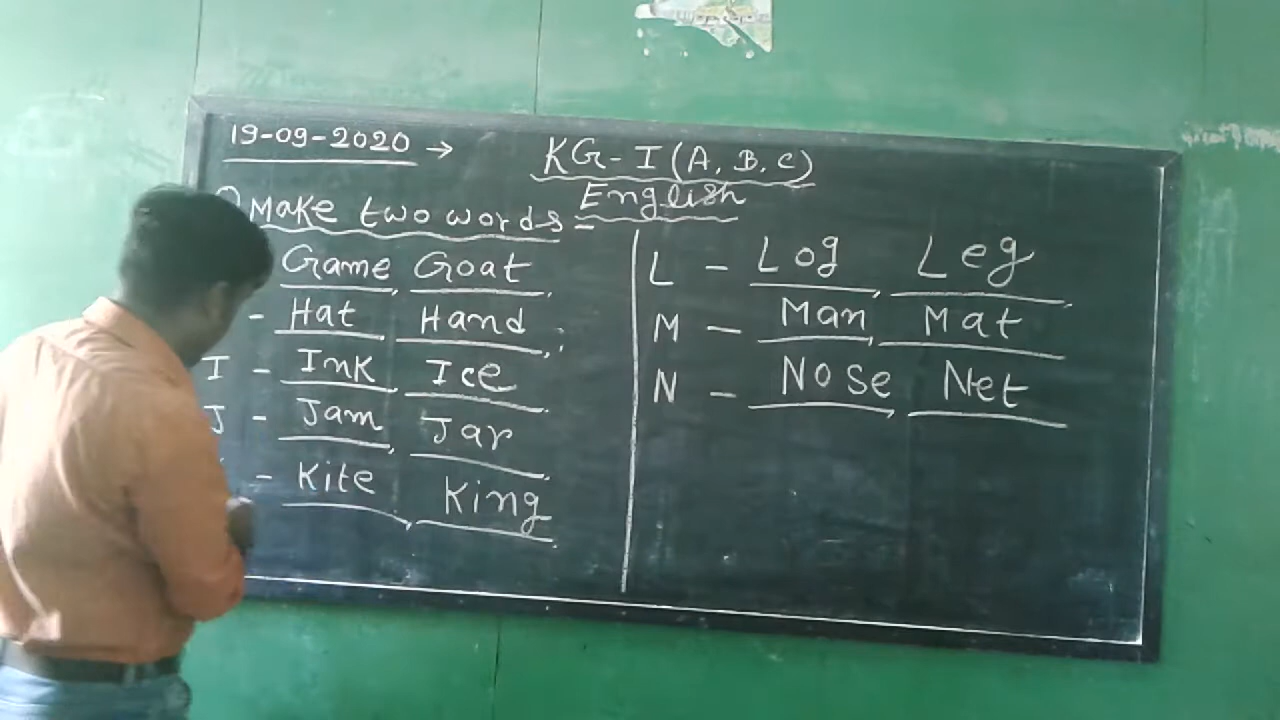 19-09-2020 → KG-I (A, B, C)
English
Make two words -
Game, Goat.
- Hat, Hand,
I - Ink, Ice
J - Jam, Jar
- Kite, King
L - Log, Leg
M - Man, Mat
N - Nose, Net